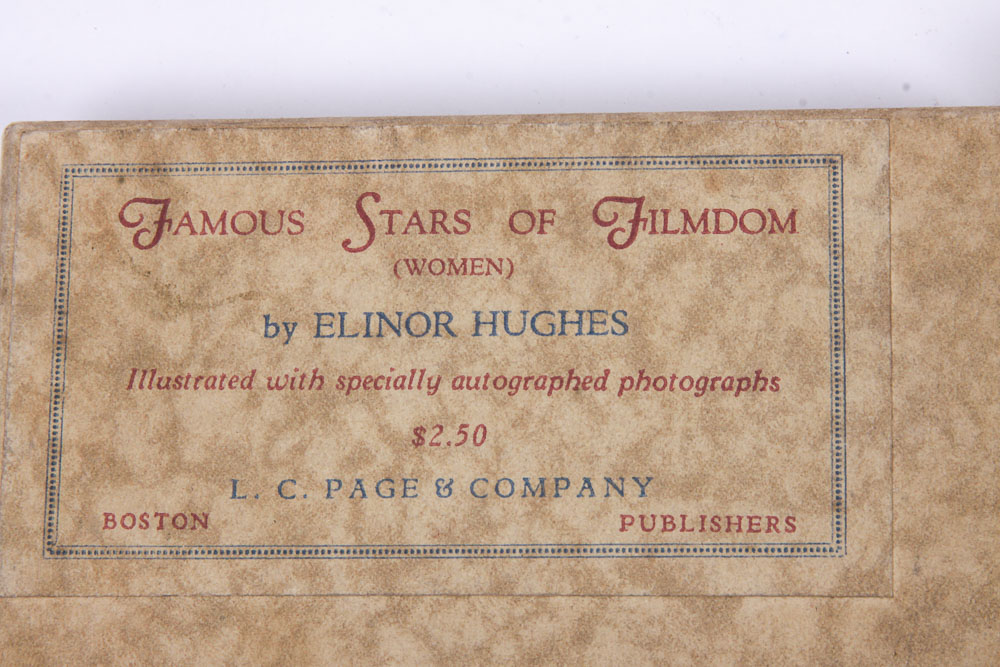 FAMOUS STARS OF FILMDOM
(WOMEN)
by ELINOR HUGHES
Illustrated with specially autographed photographs
$2.50
L. C. PAGE & COMPANY
BOSTON PUBLISHERS